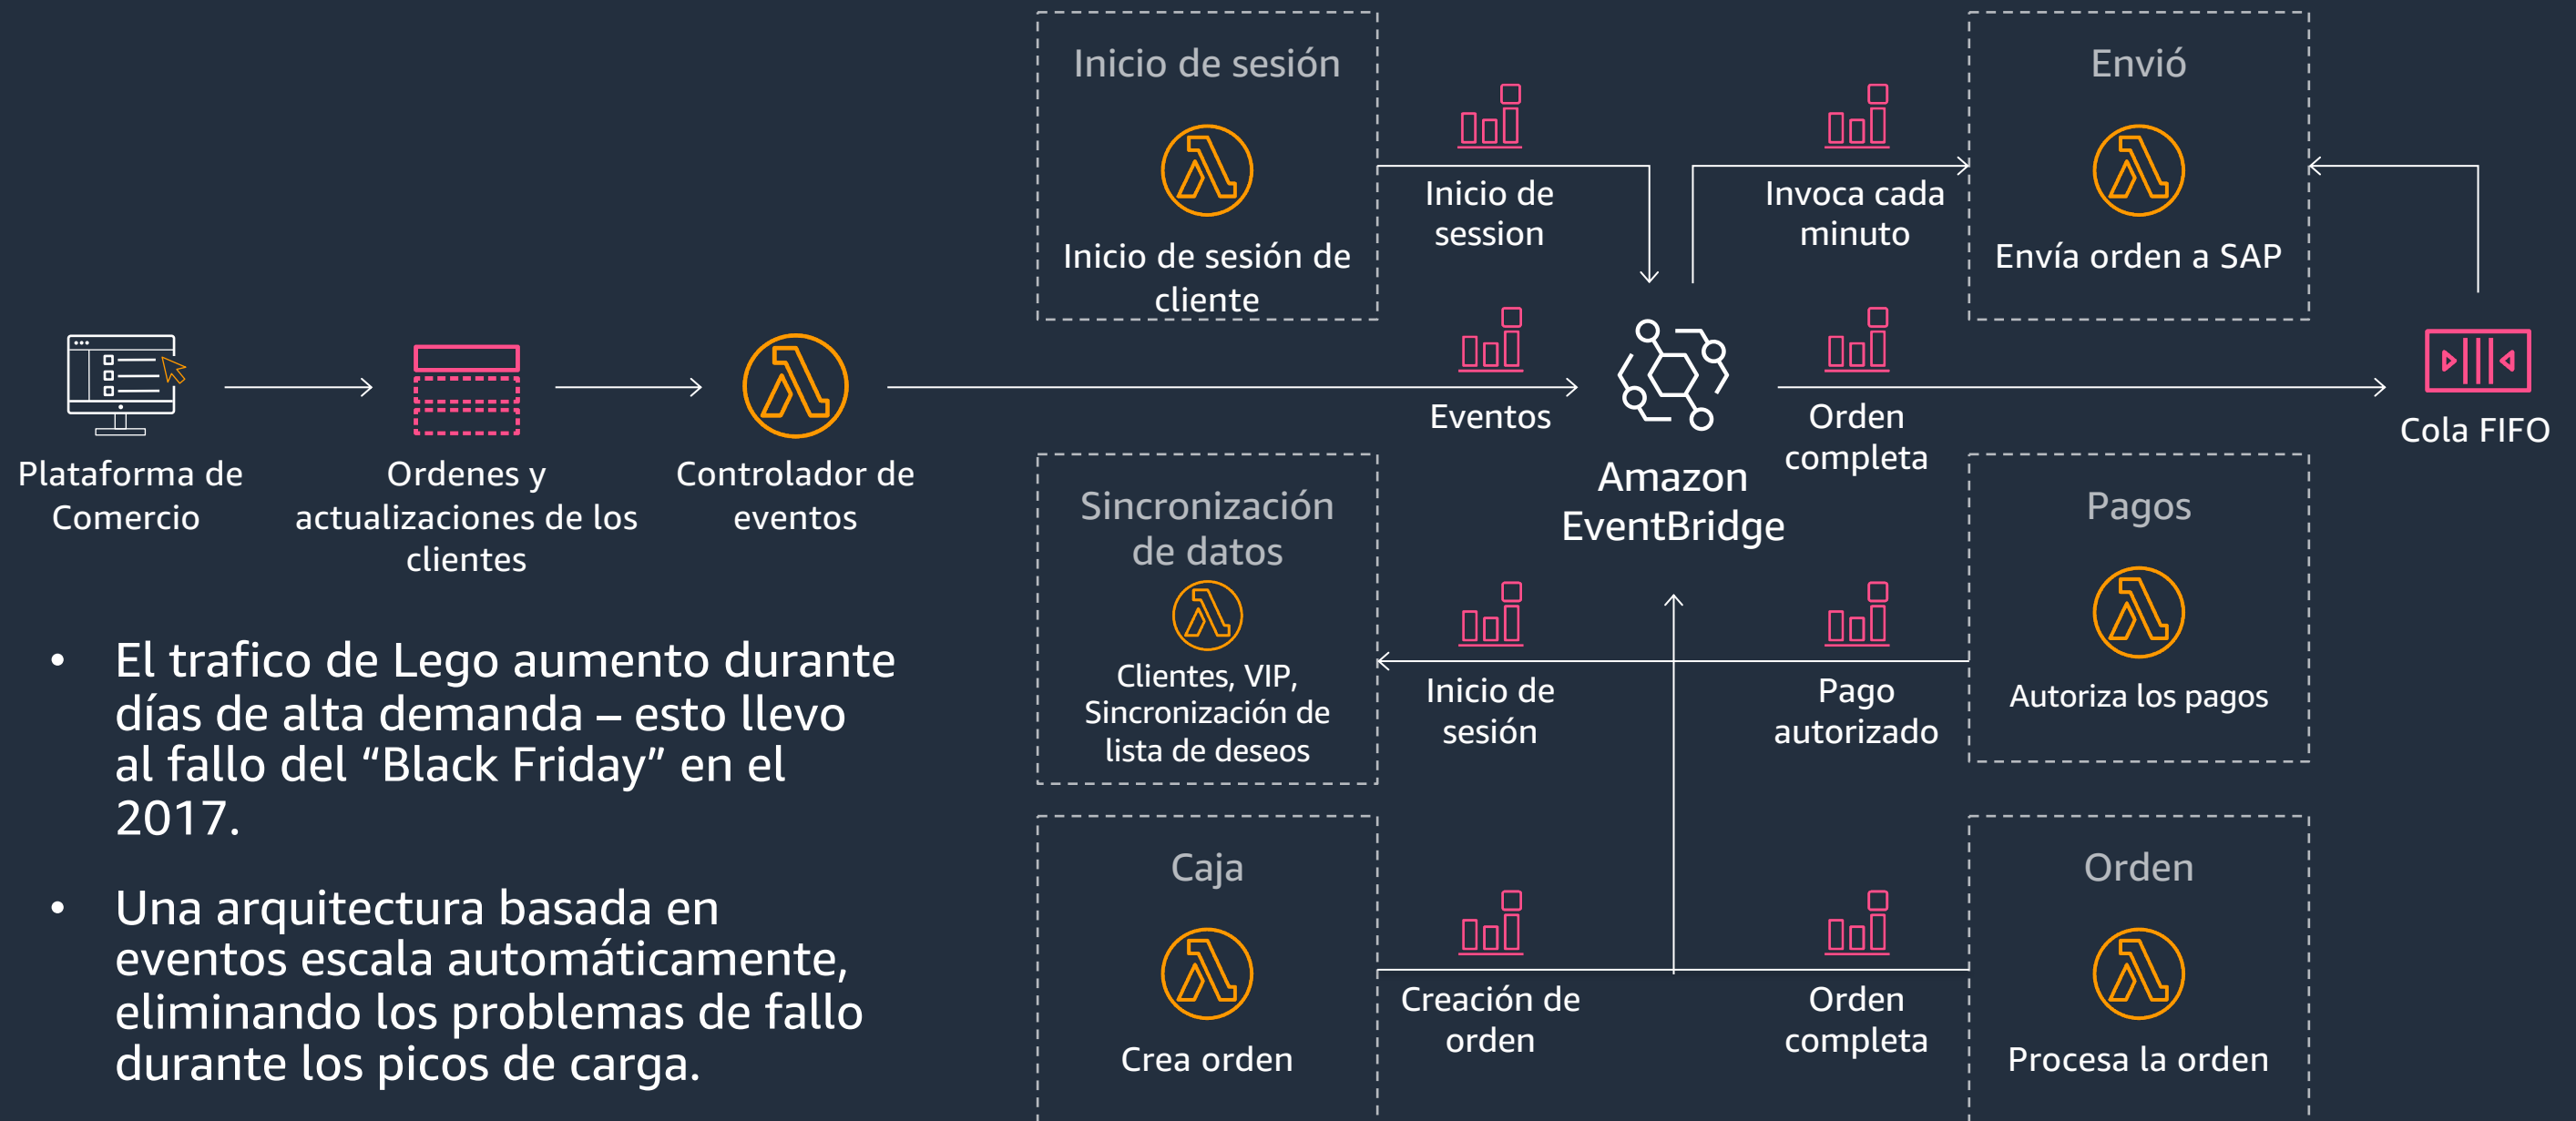 Inicio de sesión
Inicio de sesión de
cliente
Inicio de
session
Invoca cada
minuto
Envió
Envía orden a SAP
Plataforma de
Comercio
Ordenes y
actualizaciones de los
clientes
Controlador de
eventos
Eventos
Amazon
EventBridge
Orden
completa
Cola FIFO
Sincronización
de datos
Clientes, VIP,
Sincronización de
lista de deseos
Inicio de
sesión
Pago
autorizado
Pagos
Autoriza los pagos
• El trafico de Lego aumento durante
días de alta demanda – esto llevo
al fallo del “Black Friday” en el
2017.
• Una arquitectura basada en
eventos escala automáticamente,
eliminando los problemas de fallo
durante los picos de carga.
Caja
Crea orden
Creación de
orden
Orden
completa
Orden
Procesa la orden